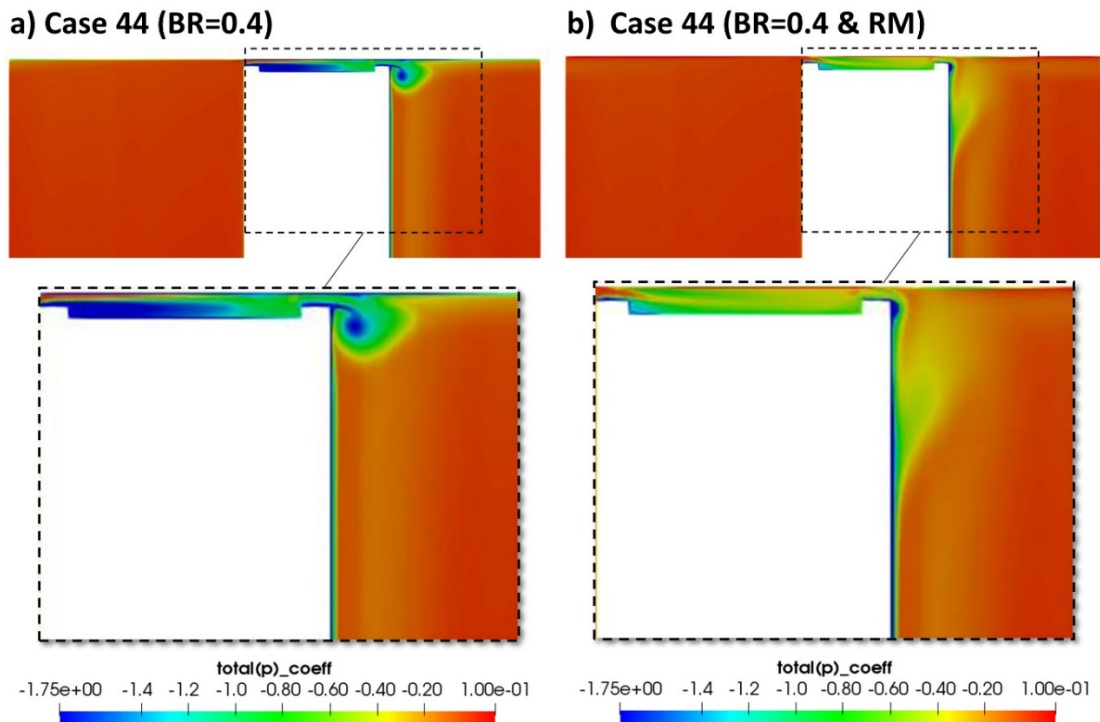 a) Case 44 (BR=0.4)
b) Case 44 (BR=0.4 & RM)
total(p)_coeff
-1.75e+00 -1.4 -1.2 -1.0 -0.8 -0.60 -0.40 -0.20 1.00e-01
total(p)_coeff
-1.75e+00 -1.4 -1.2 -1.0 -0.8 -0.60 -0.40 -0.20 1.00e-01